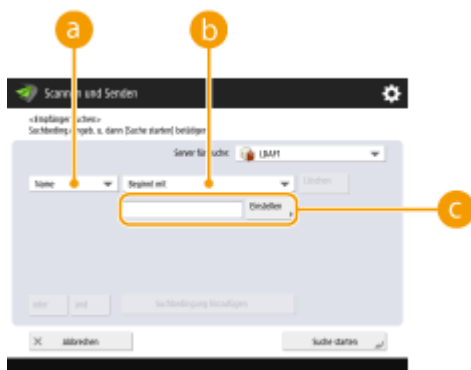 a
b
Scannen und Senden
<Empfänger suchen>
Suchbeding. eingeb. u. dann [Suche starten] betätigen.
Server für Suche:
LDAP1
Name
Beginnt mit
Löschen
Einstellen
c
oder
und
Suchbedingung hinzufügen
Abbrechen
Suche starten